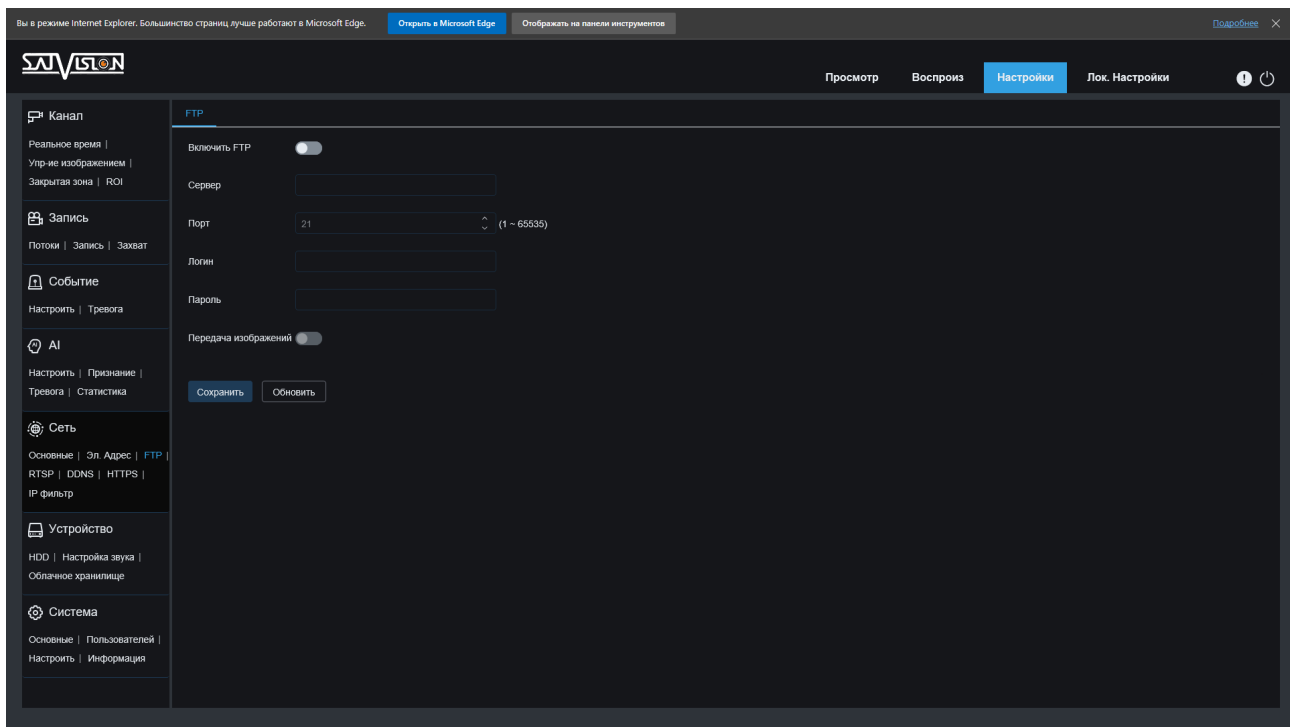 Вы в режиме Internet Explorer. Большинство страниц лучше работают в Microsoft Edge. Открыть в Microsoft Edge Отображать на панели инструментов Подробнее
SATVISION
Просмотр Воспроиз Настройки Лок. Настройки
Канал
Реальное время |
Упр-ие изображением |
Закрытая зона | ROI
Запись
Потоки | Запись | Захват
Событие
Настроить | Тревога
AI
Настроить | Признание |
Тревога | Статистика
Сеть
Основные | Эл. Адрес | FTP |
RTSP | DDNS | HTTPS |
IP фильтр
Устройство
HDD | Настройка звука |
Облачное хранилище
Система
Основные | Пользователей |
Настроить | Информация
FTP
Включить FTP
Сервер
Порт 21 (1 ~ 65535)
Логин
Пароль
Передача изображений
Сохранить Обновить